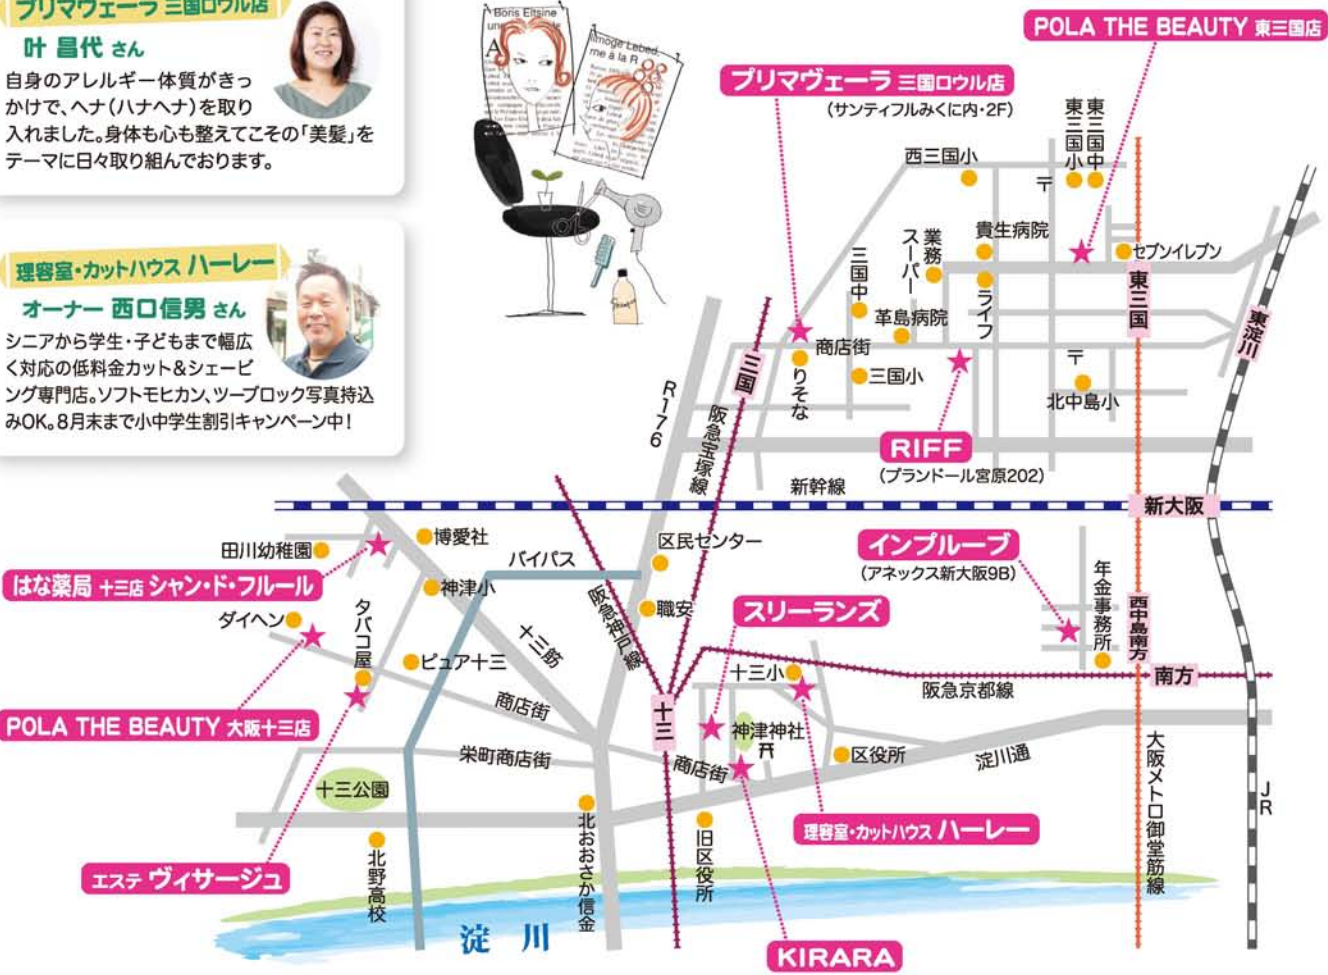 プリマヴェーラ 三国ロウル店
叶 昌代 さん
自身のアレルギー体質がきっ
かけで、ヘナ(ハナヘナ)を取り
入れました。身体も心も整えてこその「美髪」を
テーマに日々取り組んでおります。
理容室・カットハウス ハーレー
オーナー 西口信男 さん
シニアから学生・子どもまで幅広
く対応の低料金カット&シェービ
ング専門店。ソフトモヒカン、ツーブロック写真持込
みOK。8月末まで小中学生割引キャンペーン中!
Boris Eltsine
limoge Lebed
me à la R
POLA THE BEAUTY 東三国店
プリマヴェーラ 三国ロウル店
(サンティフルみくに内・2F)
東三国中
東三国小
西三国小
〒
貴生病院
セブンイレブン
業務
スーパー
三国中
ライフ
東三国
革島病院
東淀川
商店街
三国
りそな
三国小
〒
北中島小
R176
阪急宝塚線
RIFF
(ブランドール宮原202)
新幹線
新大阪
博愛社
田川幼稚園
バイパス
区民センター
インプルーブ
(アネックス新大阪9B)
はな薬局 十三店 シャン・ド・フルール
神津小
職安
スリーランズ
年金事務所
西中島南方
ダイヘン
タバコ屋
阪急神戸線
十三筋
ピュア十三
十三小
阪急京都線
南方
商店街
十三
POLA THE BEAUTY 大阪十三店
神津神社
栄町商店街
商店街
区役所
淀川通
大阪メトロ御堂筋線
JR
十三公園
理容室・カットハウス ハーレー
北野高校
北おおさか信金
旧区役所
エステ ヴィサージュ
淀川
KIRARA